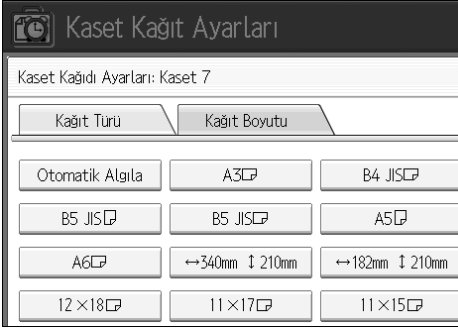 Kaset Kağıt Ayarları
Kaset Kağıdı Ayarları: Kaset 7
Kağıt Türü Kağıt Boyutu
Otomatik Algıla A3 B4 JIS
B5 JIS B5 JIS A5
A6 ↔340mm ↕210mm ↔182mm ↕210mm
12×18 11×17 11×15